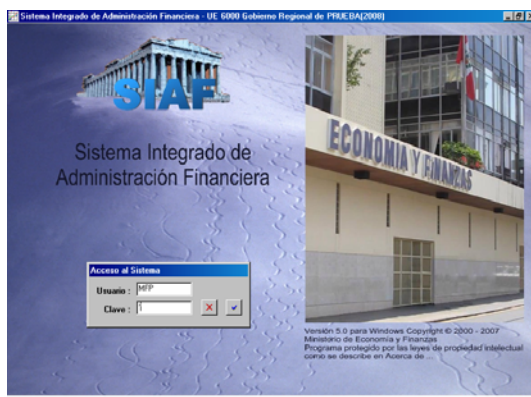 Sistema Integrado de Administración Financiera - UE 6000 Gobierno Regional de PRUEBA(2008)
SIAF
Sistema Integrado de
Administración Financiera
ECONOMIA Y FINANZAS
Acceso al Sistema
Usuario : MFP
Clave :
Versión 5.0 para Windows Copyright © 2000 - 2007
Ministerio de Economía y Finanzas
Programa protegido por las leyes de propiedad intelectual
como se describe en Acerca de ...